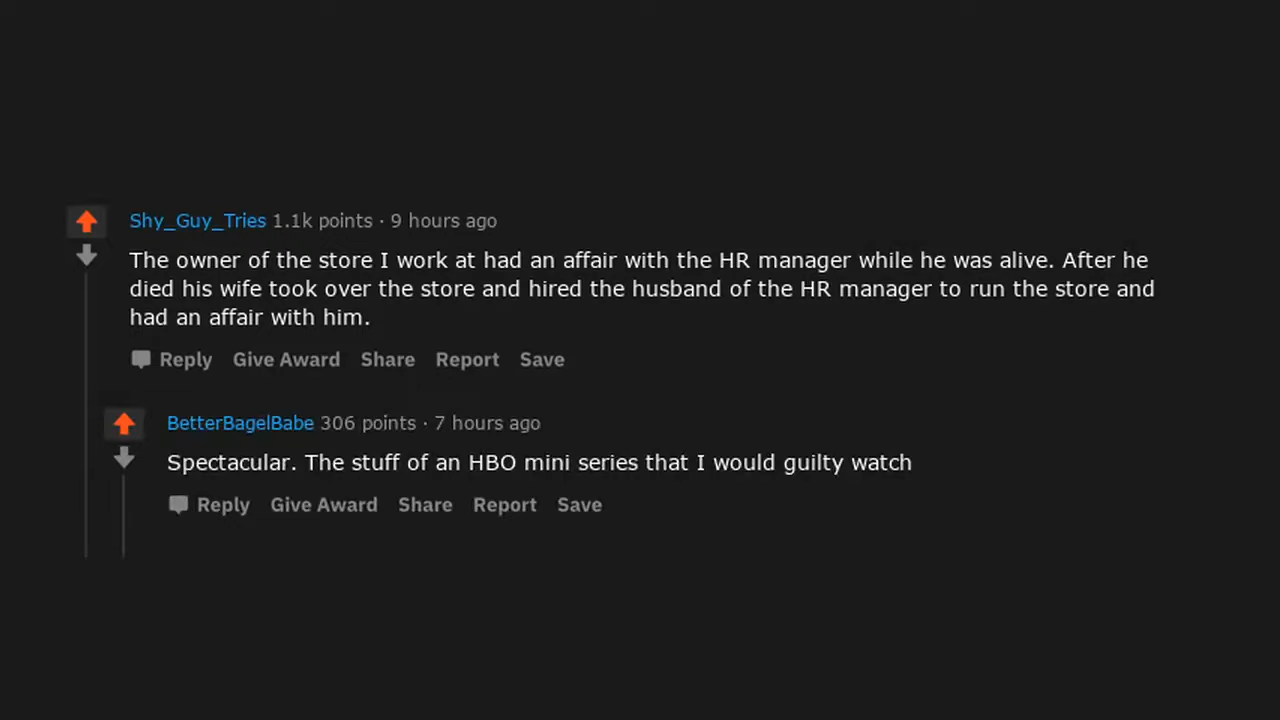 Shy_Guy_Tries 1.1k points · 9 hours ago
The owner of the store I work at had an affair with the HR manager while he was alive. After he
died his wife took over the store and hired the husband of the HR manager to run the store and
had an affair with him.
Reply Give Award Share Report Save
BetterBagelBabe 306 points · 7 hours ago
Spectacular. The stuff of an HBO mini series that I would guilty watch
Reply Give Award Share Report Save